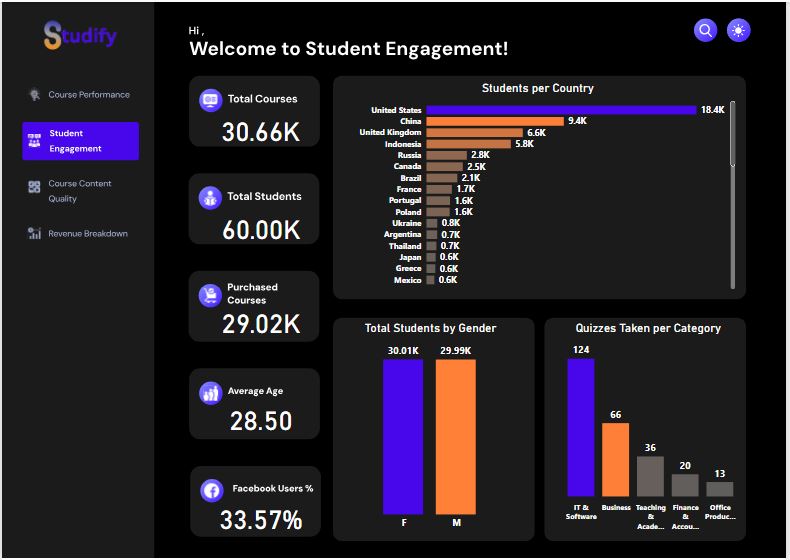 Studify
Course Performance
Student
Engagement
Course Content
Quality
Revenue Breakdown
Hi ,
Welcome to Student Engagement!
Total Courses
30.66K
Total Students
60.00K
Purchased
Courses
29.02K
Average Age
28.50
Facebook Users %
33.57%
Students per Country
United States 18.4K
China 9.4K
United Kingdom 6.6K
Indonesia 5.8K
Russia 2.8K
Canada 2.5K
Brazil 2.1K
France 1.7K
Portugal 1.6K
Poland 1.6K
Ukraine 0.8K
Argentina 0.7K
Thailand 0.7K
Japan 0.6K
Greece 0.6K
Mexico 0.6K
Total Students by Gender
30.01K 29.99K
F M
Quizzes Taken per Category
124
66
36
20
13
IT &
Software
Business
Teaching
&
Acade...
Finance
&
Accou...
Office
Produc...